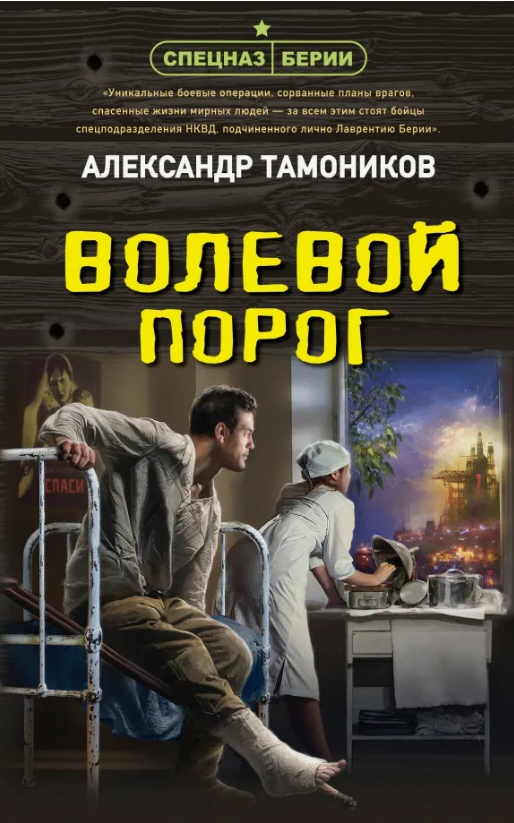 СПЕЦНАЗ БЕРИИ
«Уникальные боевые операции, сорванные планы врагов,
спасенные жизни мирных людей — за всем этим стоят бойцы
спецподразделения НКВД, подчиненного лично Лаврентию Берии».
АЛЕКСАНДР ТАМОНИКОВ
ВОЛЕВОЙ
ПОРОГ
СПАСИ